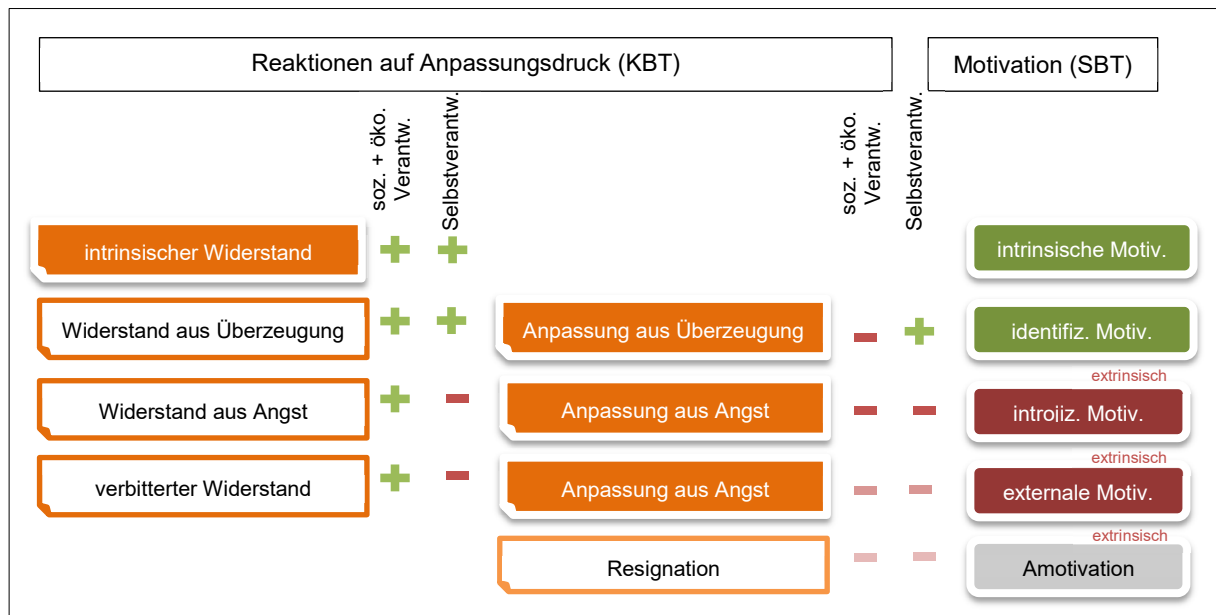 Reaktionen auf Anpassungsdruck (KBT)
Motivation (SBT)
soz. + öko.
Verantw.
Selbstverantw.
soz. + öko.
Verantw.
Selbstverantw.
intrinsischer Widerstand
+ +
intrinsische Motiv.
Widerstand aus Überzeugung
+ +
Anpassung aus Überzeugung
- +
identifiz. Motiv.
extrinsisch
Widerstand aus Angst
+ -
Anpassung aus Angst
- -
introjiz. Motiv.
extrinsisch
verbitterter Widerstand
+ -
Anpassung aus Angst
- -
externale Motiv.
extrinsisch
Resignation
- -
Amotivation